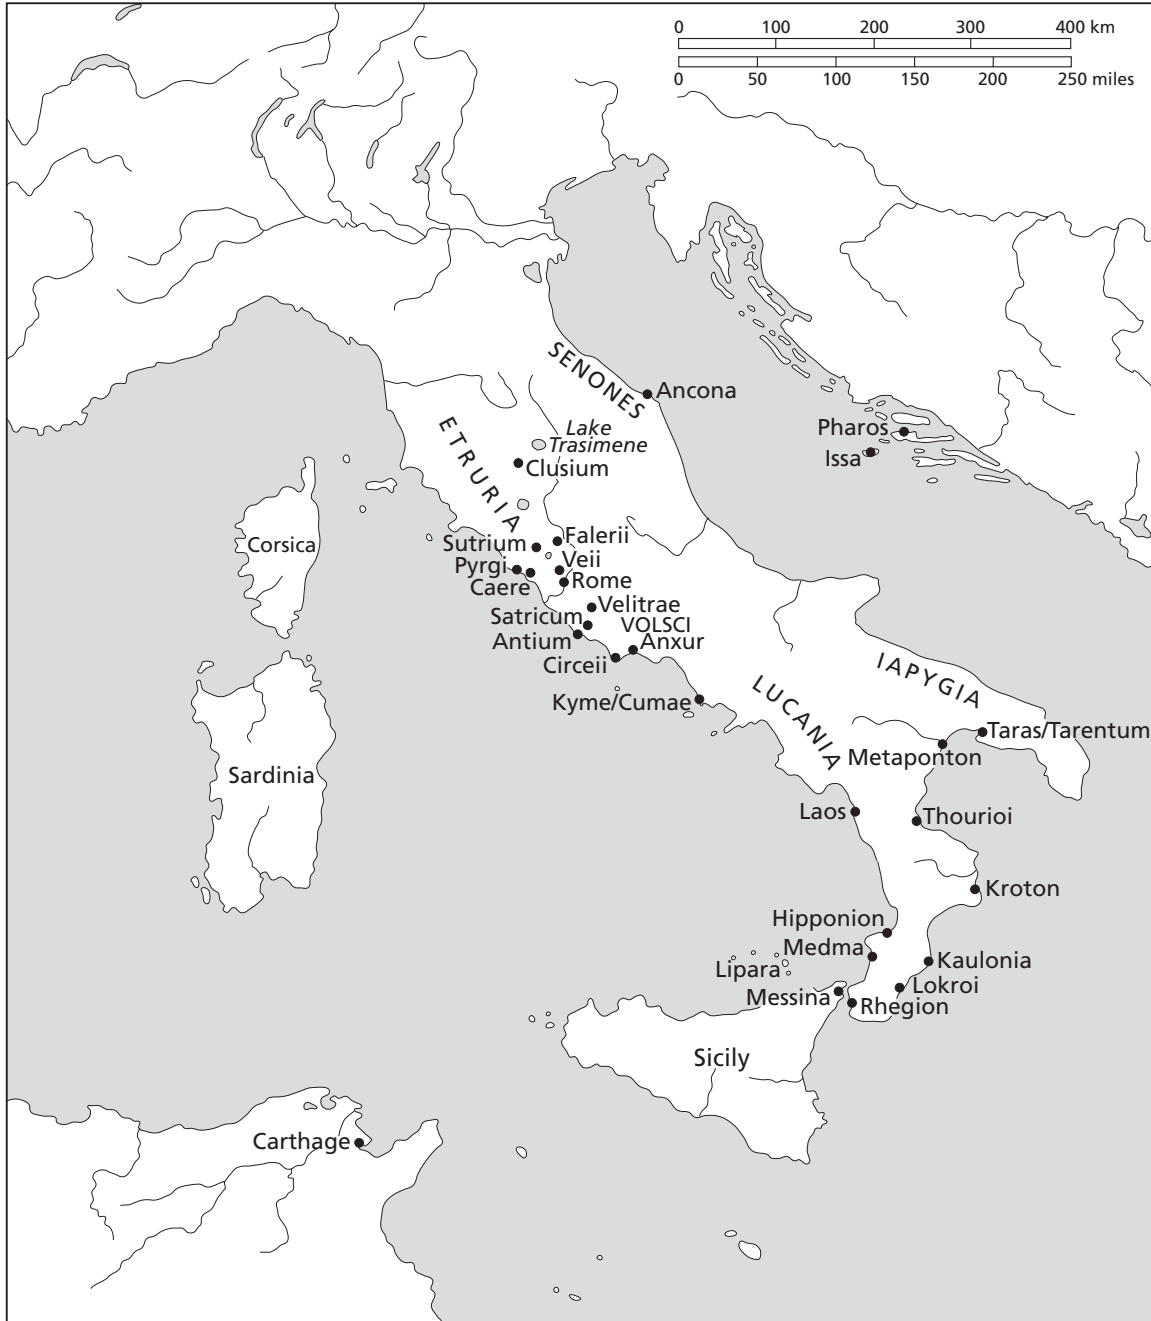 0 100 200 300 400 km
0 50 100 150 200 250 miles
SENONES
Ancona
ETRURIA
Lake
Trasimene
Pharos
Issa
Clusium
Corsica
Falerii
Sutrium
Veii
Pyrgi
Rome
Caere
Velitrae
Satricum
VOLSCI
Antium
Anxur
Circeii
IAPYGIA
LUCANIA
Kyme/Cumae
Taras/Tarentum
Metaponton
Sardinia
Laos
Thourioi
Kroton
Hipponion
Medma
Kaulonia
Lipara
Lokroi
Messina
Rhegion
Sicily
Carthage